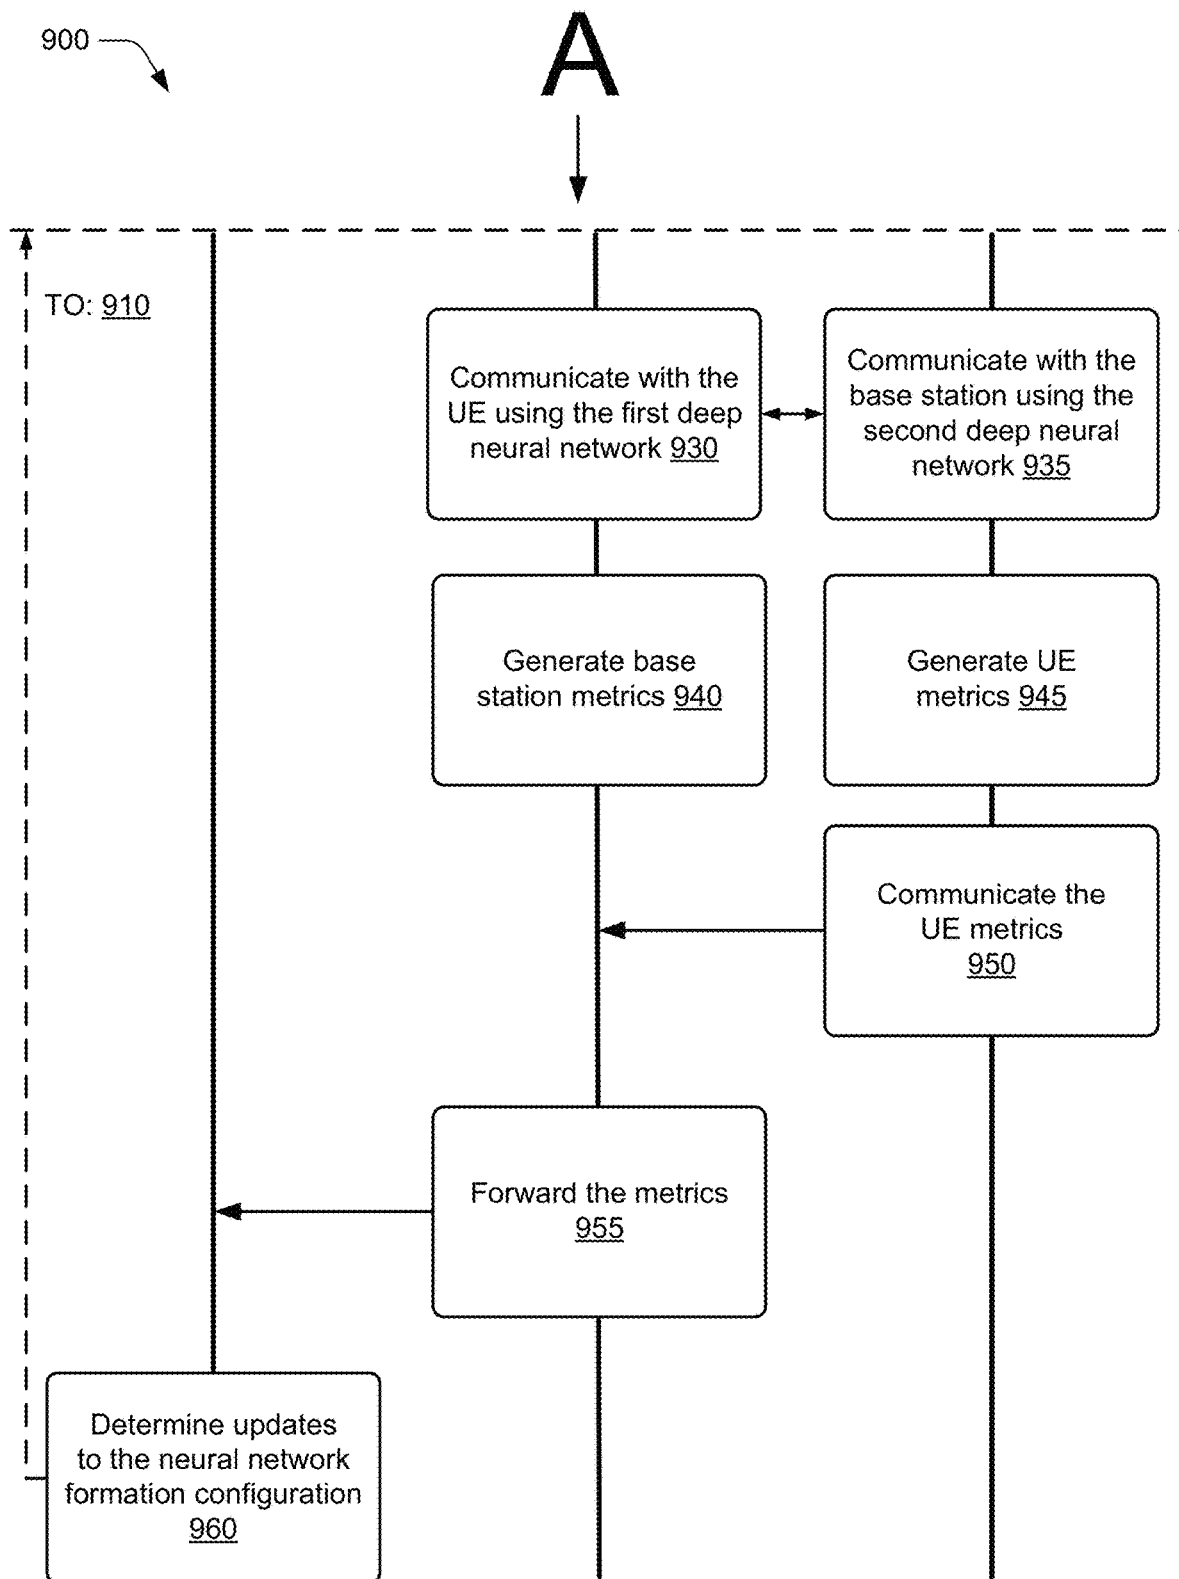 900
A
TO: 910
Communicate with the
UE using the first deep
neural network 930
Communicate with the
base station using the
second deep neural
network 935
Generate base
station metrics 940
Generate UE
metrics 945
Communicate the
UE metrics
950
Forward the metrics
955
Determine updates
to the neural network
formation configuration
960